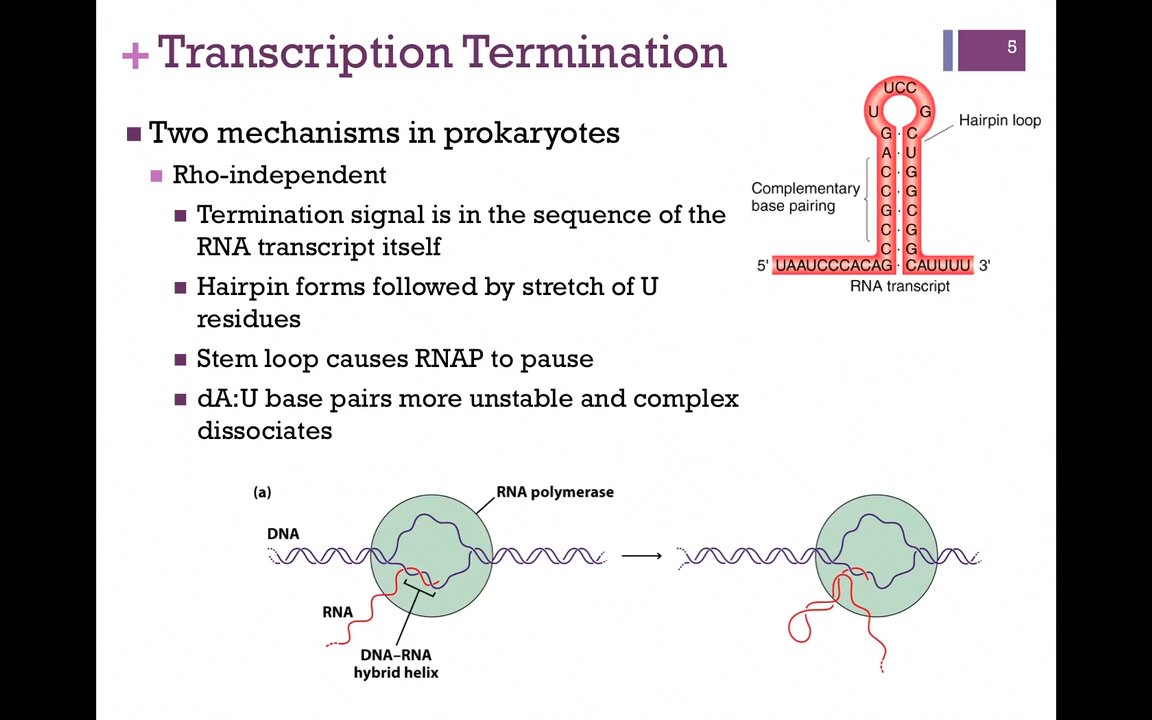 + Transcription Termination
5
■ Two mechanisms in prokaryotes
■ Rho-independent
■ Termination signal is in the sequence of the
RNA transcript itself
■ Hairpin forms followed by stretch of U
residues
■ Stem loop causes RNAP to pause
■ dA:U base pairs more unstable and complex
dissociates
UCC
U G
Hairpin loop
G · C
A · U
C · G
C · G
G · C
C · G
C G
Complementary
base pairing
5' UAAUCCCACAG · CAUUUU 3'
RNA transcript
(a)
RNA polymerase
DNA
RNA
DNA–RNA
hybrid helix